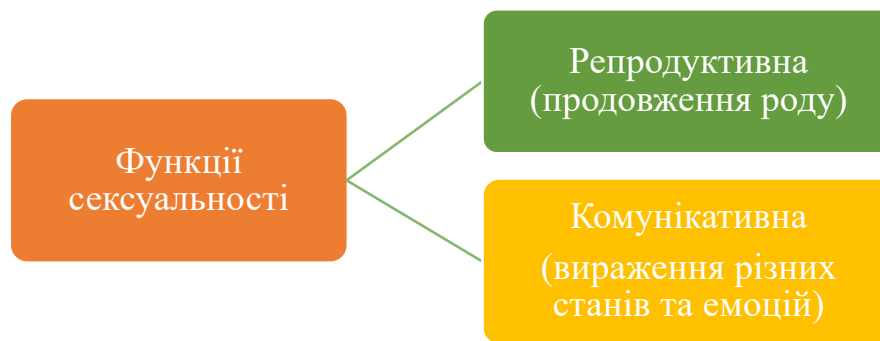 Функції
сексуальності
Репродуктивна
(продовження роду)
Комунікативна
(вираження різних
станів та емоцій)